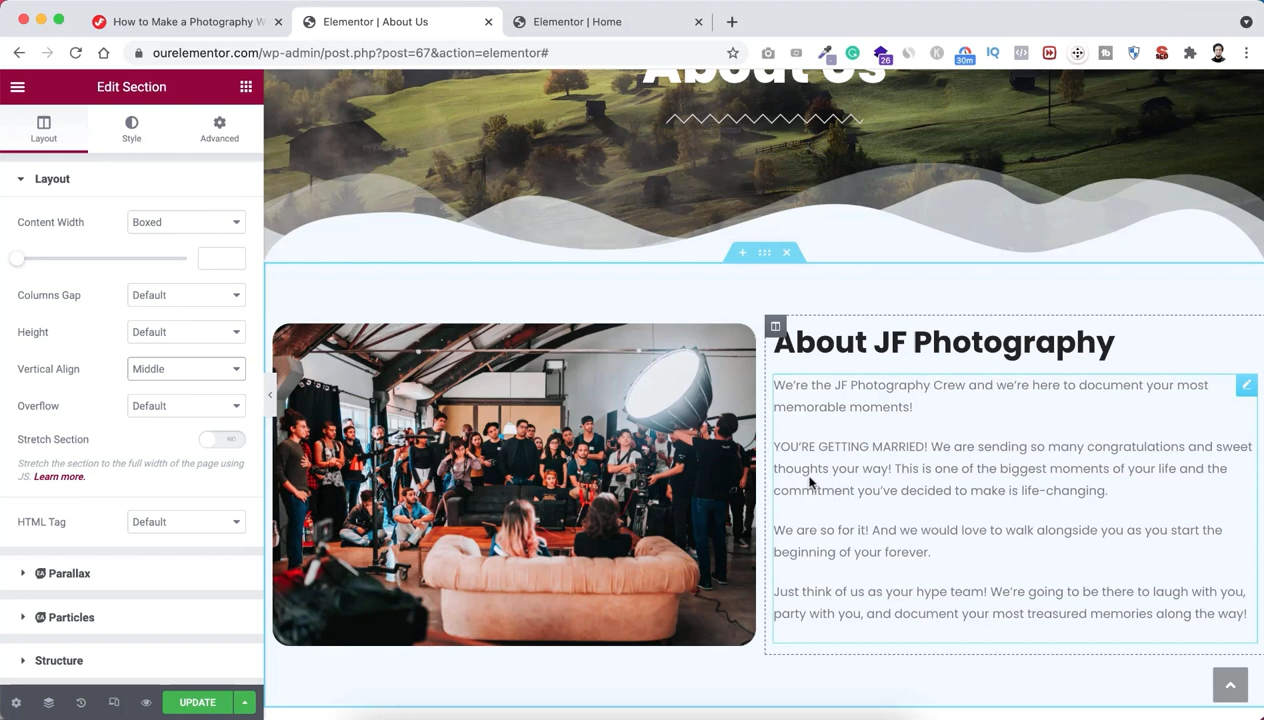 How to Make a Photography W
Elementor | About Us
Elementor | Home
ourelementor.com/wp-admin/post.php?post=67&action=elementor#
26
30m
IQ
Edit Section
Layout
Style
Advanced
Layout
Content Width
Boxed
Columns Gap
Default
Height
Default
Vertical Align
Middle
Overflow
Default
Stretch Section
NO
Stretch the section to the full width of the page using
JS. Learn more.
HTML Tag
Default
Parallax
Particles
Structure
UPDATE
About Us
About JF Photography
We're the JF Photography Crew and we're here to document your most
memorable moments!
YOU'RE GETTING MARRIED! We are sending so many congratulations and sweet
thoughts your way! This is one of the biggest moments of your life and the
commitment you've decided to make is life-changing.
We are so for it! And we would love to walk alongside you as you start the
beginning of your forever.
Just think of us as your hype team! We're going to be there to laugh with you,
party with you, and document your most treasured memories along the way!